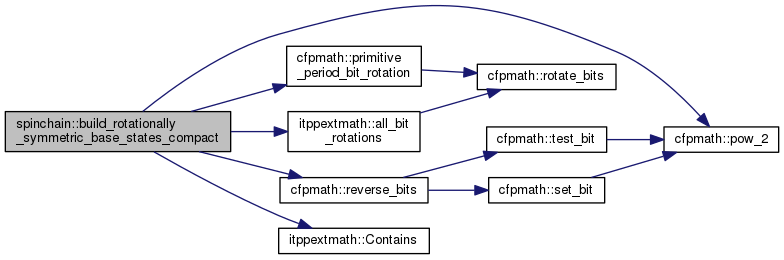 spinchain::build_rotationally
_symmetric_base_states_compact
cfpmath::primitive
_period_bit_rotation
itppextmath::all_bit
_rotations
cfpmath::reverse_bits
itppextmath::Contains
cfpmath::rotate_bits
cfpmath::test_bit
cfpmath::set_bit
cfpmath::pow_2